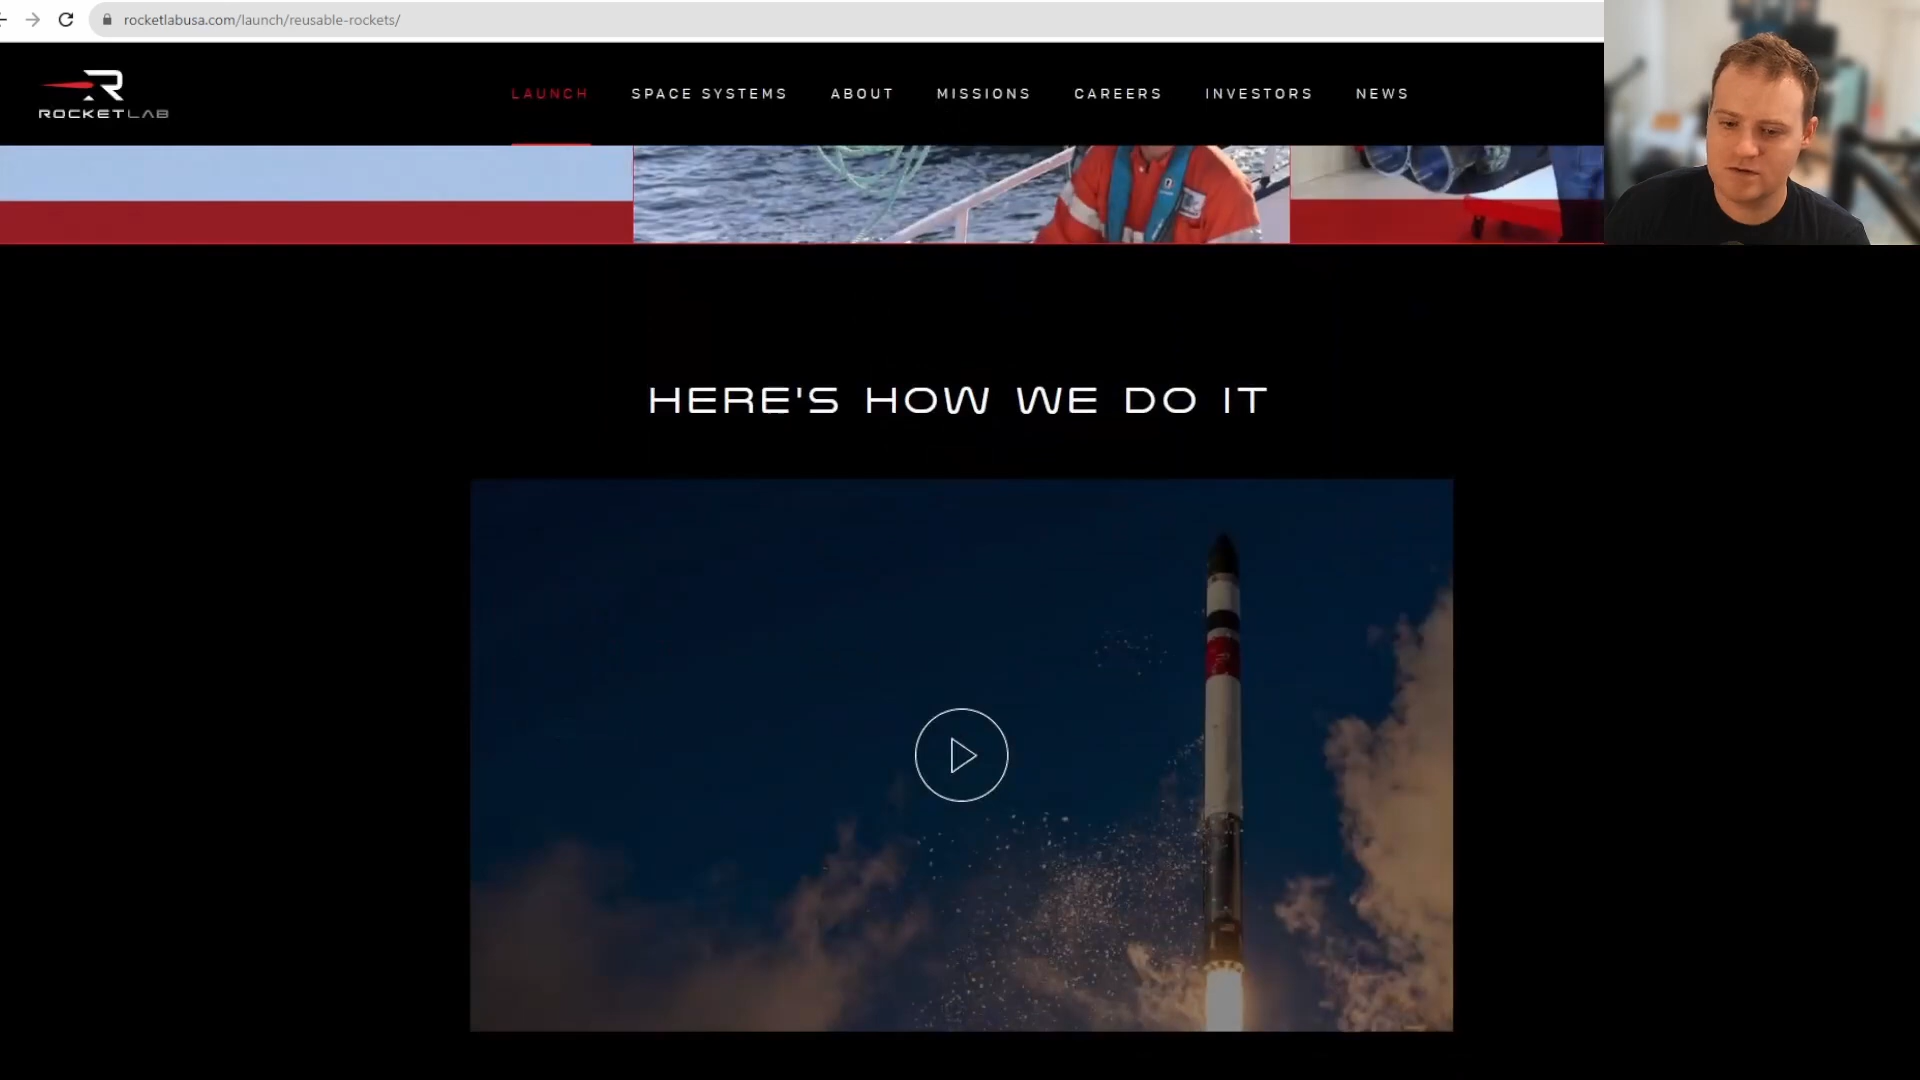 rocketlabusa.com/launch/reusable-rockets/
ROCKETLAB
LAUNCH SPACE SYSTEMS ABOUT MISSIONS CAREERS INVESTORS NEWS
HERE'S HOW WE DO IT